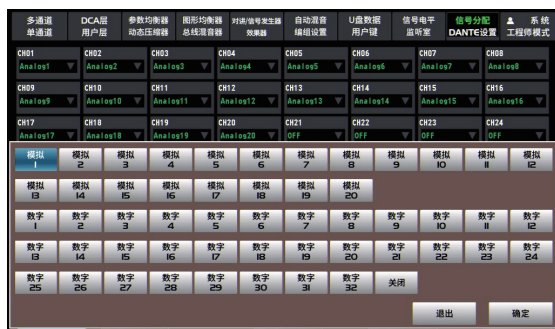 多通道 DCA层 参数均衡器 图形均衡器 对讲/信号发生器 自动混音 U盘数据 信号电平 信号分配 系统
单通道 用户层 动态压缩器 总线混音器 效果器 编组设置 用户键 监听室 DANTE设置 工程师模式
CH01 CH02 CH03 CH04 CH05 CH06 CH07 CH08
Analog1 Analog2 Analog3 Analog4 Analog5 Analog6 Analog7 Analog8
CH09 CH10 CH11 CH12 CH13 CH14 CH15 CH16
Analog9 Analog10 Analog11 Analog12 Analog13 Analog14 Analog15 Analog16
CH17 CH18 CH19 CH20 CH21 CH22 CH23 CH24
Analog17 Analog18 Analog19 Analog20 OFF OFF OFF OFF
模拟 模拟 模拟 模拟 模拟 模拟 模拟 模拟 模拟 模拟 模拟 模拟
1 2 3 4 5 6 7 8 9 10 11 12
模拟 模拟 模拟 模拟 模拟 模拟 模拟 模拟
13 14 15 16 17 18 19 20
数字 数字 数字 数字 数字 数字 数字 数字 数字 数字 数字 数字
1 2 3 4 5 6 7 8 9 10 11 12
数字 数字 数字 数字 数字 数字 数字 数字 数字 数字 数字 数字
13 14 15 16 17 18 19 20 21 22 23 24
数字 数字 数字 数字 数字 数字 数字 数字 关闭
25 26 27 28 29 30 31 32
退出 确定